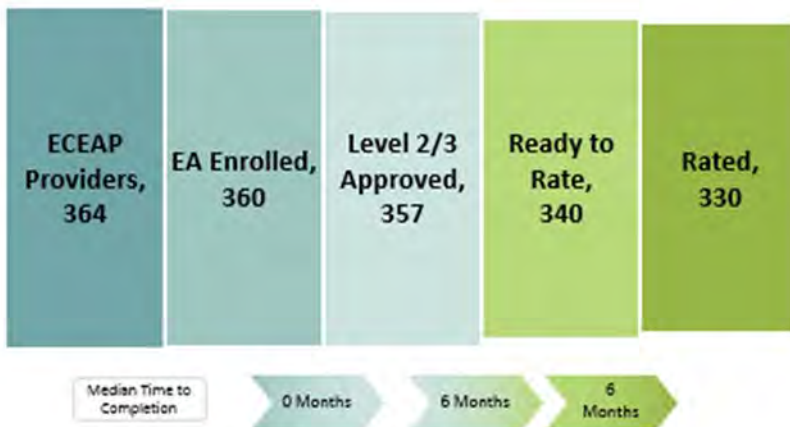 ECEAP
Providers,
364
EA Enrolled,
360
Level 2/3
Approved,
357
Ready to
Rate,
340
Rated,
330
Median Time to
Completion
0 Months
6 Months
6
Months